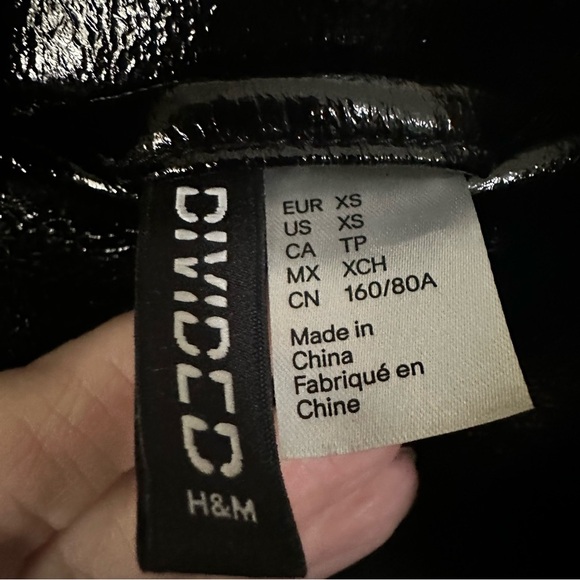 DIVIDED
H&M
EUR XS
US XS
CA TP
MX XCH
CN 160/80A
Made in
China
Fabriqué en
Chine